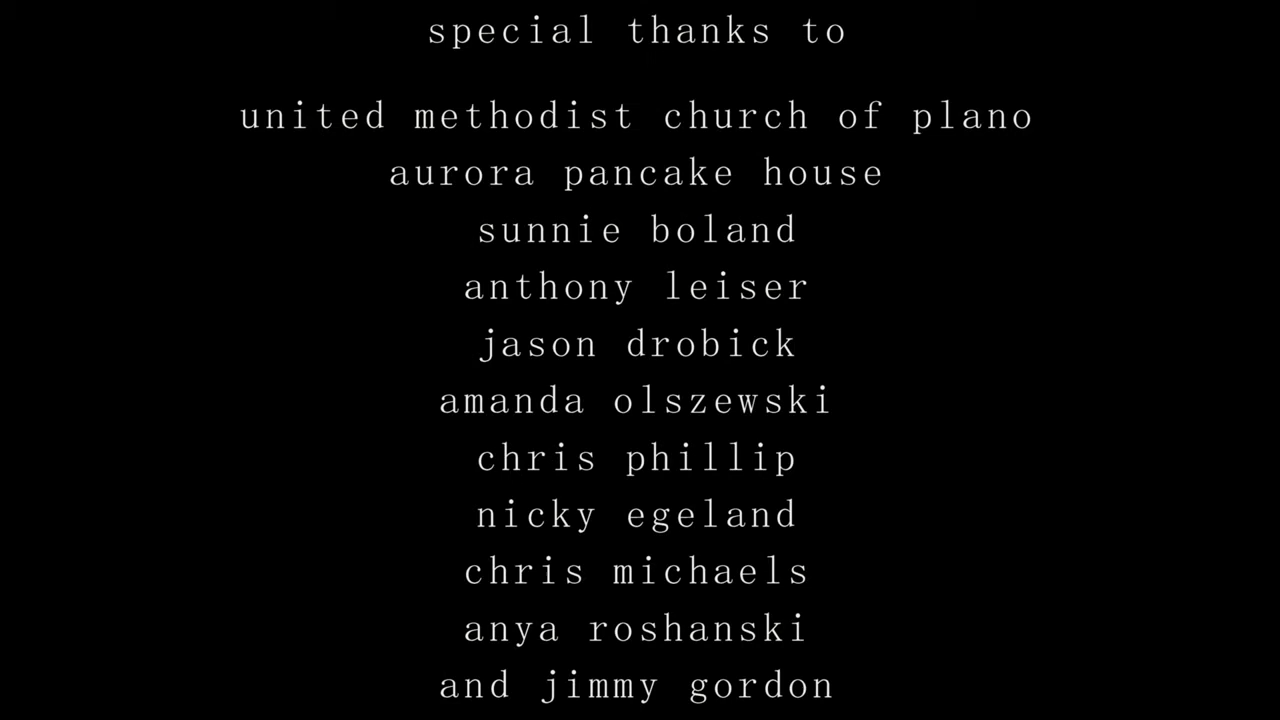 special thanks to
united methodist church of plano
aurora pancake house
sunnie boland
anthony leiser
jason drobick
amanda olszewski
chris phillip
nicky egeland
chris michaels
anya roshanski
and jimmy gordon